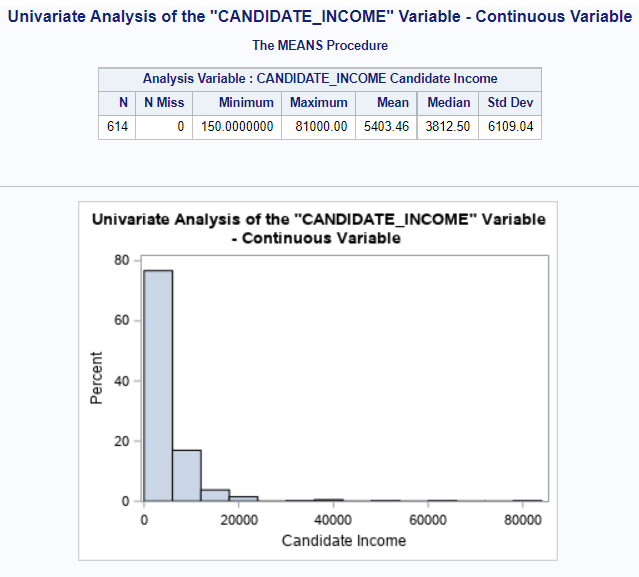 Univariate Analysis of the "CANDIDATE_INCOME" Variable - Continuous Variable
The MEANS Procedure
Analysis Variable : CANDIDATE_INCOME Candidate Income
N N Miss Minimum Maximum Mean Median Std Dev
614 0 150.0000000 81000.00 5403.46 3812.50 6109.04
Univariate Analysis of the "CANDIDATE_INCOME" Variable
- Continuous Variable
80
60
40
20
0
Percent
0 20000 40000 60000 80000
Candidate Income